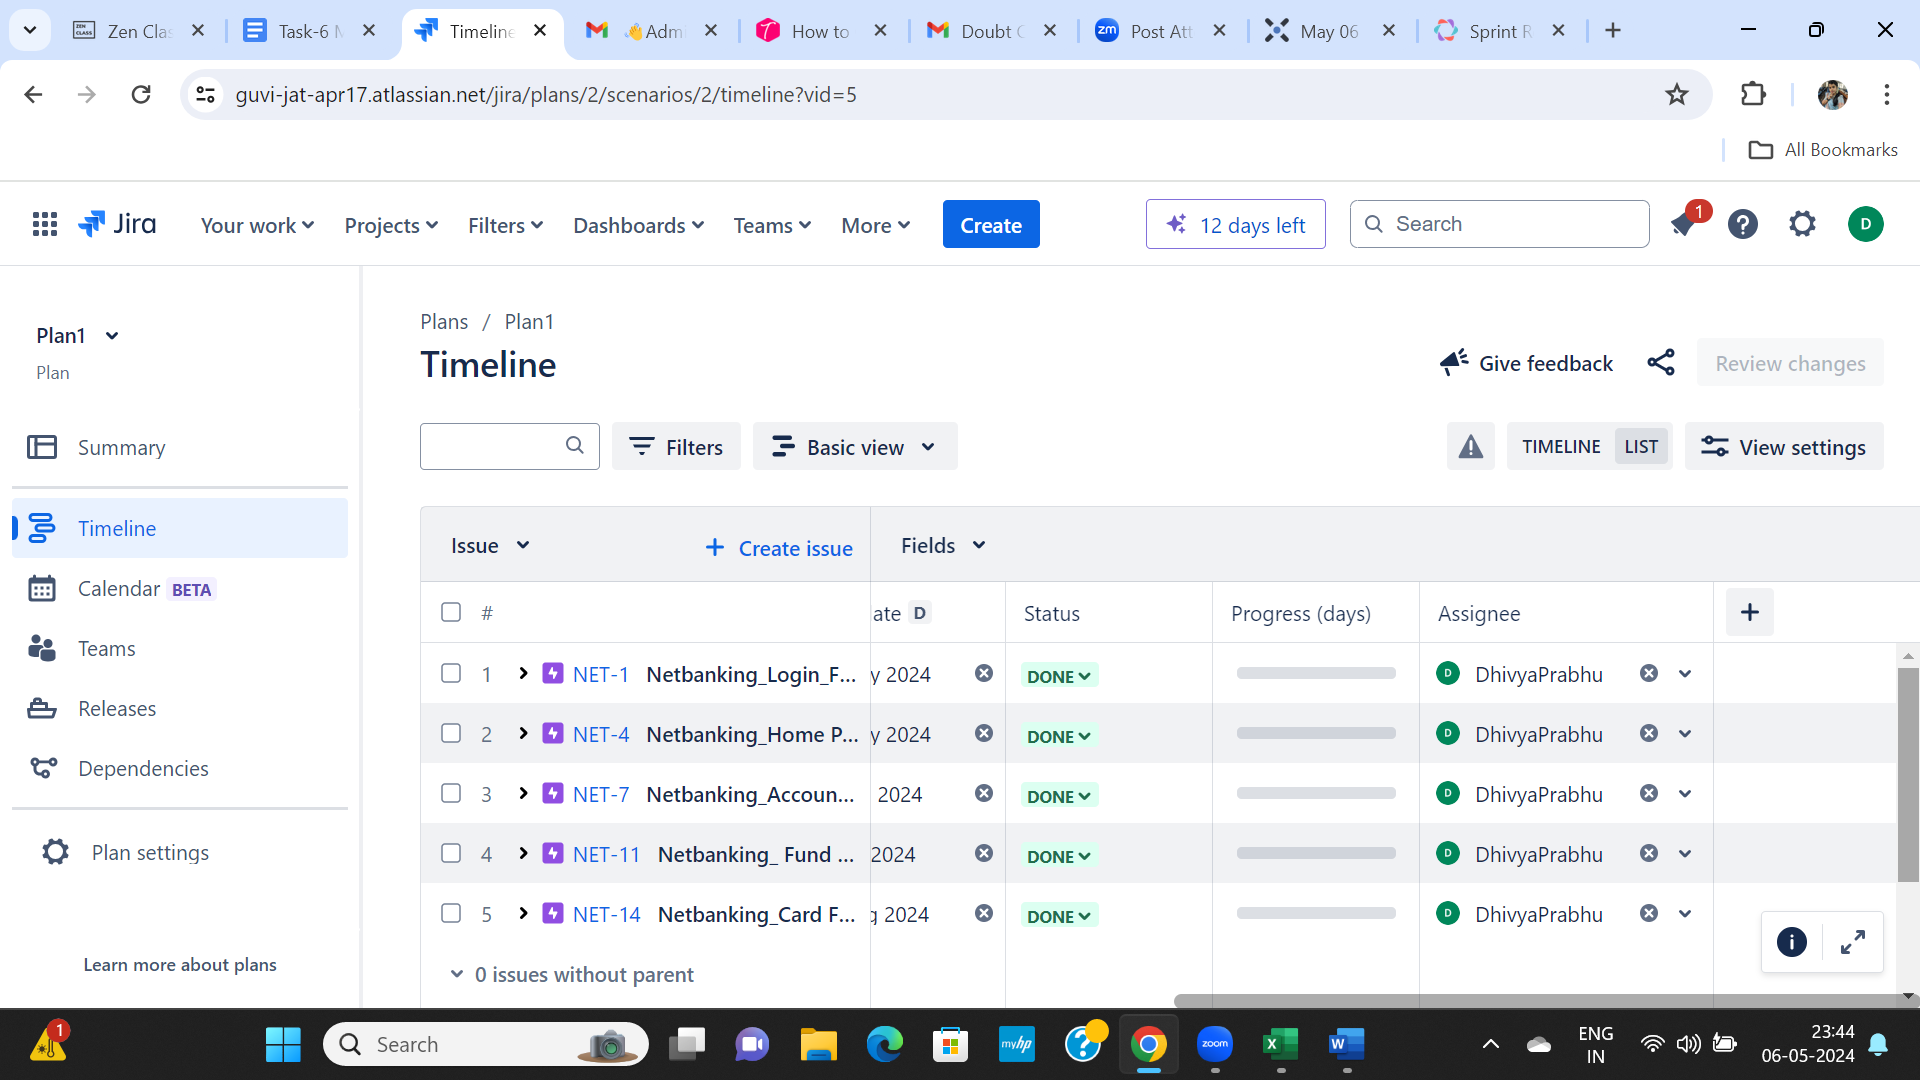 Zen Clas
Task-6 M
Timeline
👋Adm
How to
Doubt C
Post Att
May 06
Sprint R
guvi-jat-apr17.atlassian.net/jira/plans/2/scenarios/2/timeline?vid=5
All Bookmarks
Jira
Your work
Projects
Filters
Dashboards
Teams
More
Create
12 days left
Search
1
D
Plan1
Plan
Summary
Timeline
Calendar BETA
Teams
Releases
Dependencies
Plan settings
Learn more about plans
Plans / Plan1
Timeline
Give feedback
Review changes
Filters
Basic view
TIMELINE LIST
View settings
Issue
+ Create issue
Fields
# ate D Status Progress (days) Assignee +
1 NET-1 Netbanking_Login_F... y 2024 DONE D DhivyaPrabhu
2 NET-4 Netbanking_Home P... y 2024 DONE D DhivyaPrabhu
3 NET-7 Netbanking_Accoun... 2024 DONE D DhivyaPrabhu
4 NET-11 Netbanking_ Fund ... 2024 DONE D DhivyaPrabhu
5 NET-14 Netbanking_Card F... g 2024 DONE D DhivyaPrabhu
0 issues without parent
1
Search
myhp
zoom
ENG
IN
23:44
06-05-2024